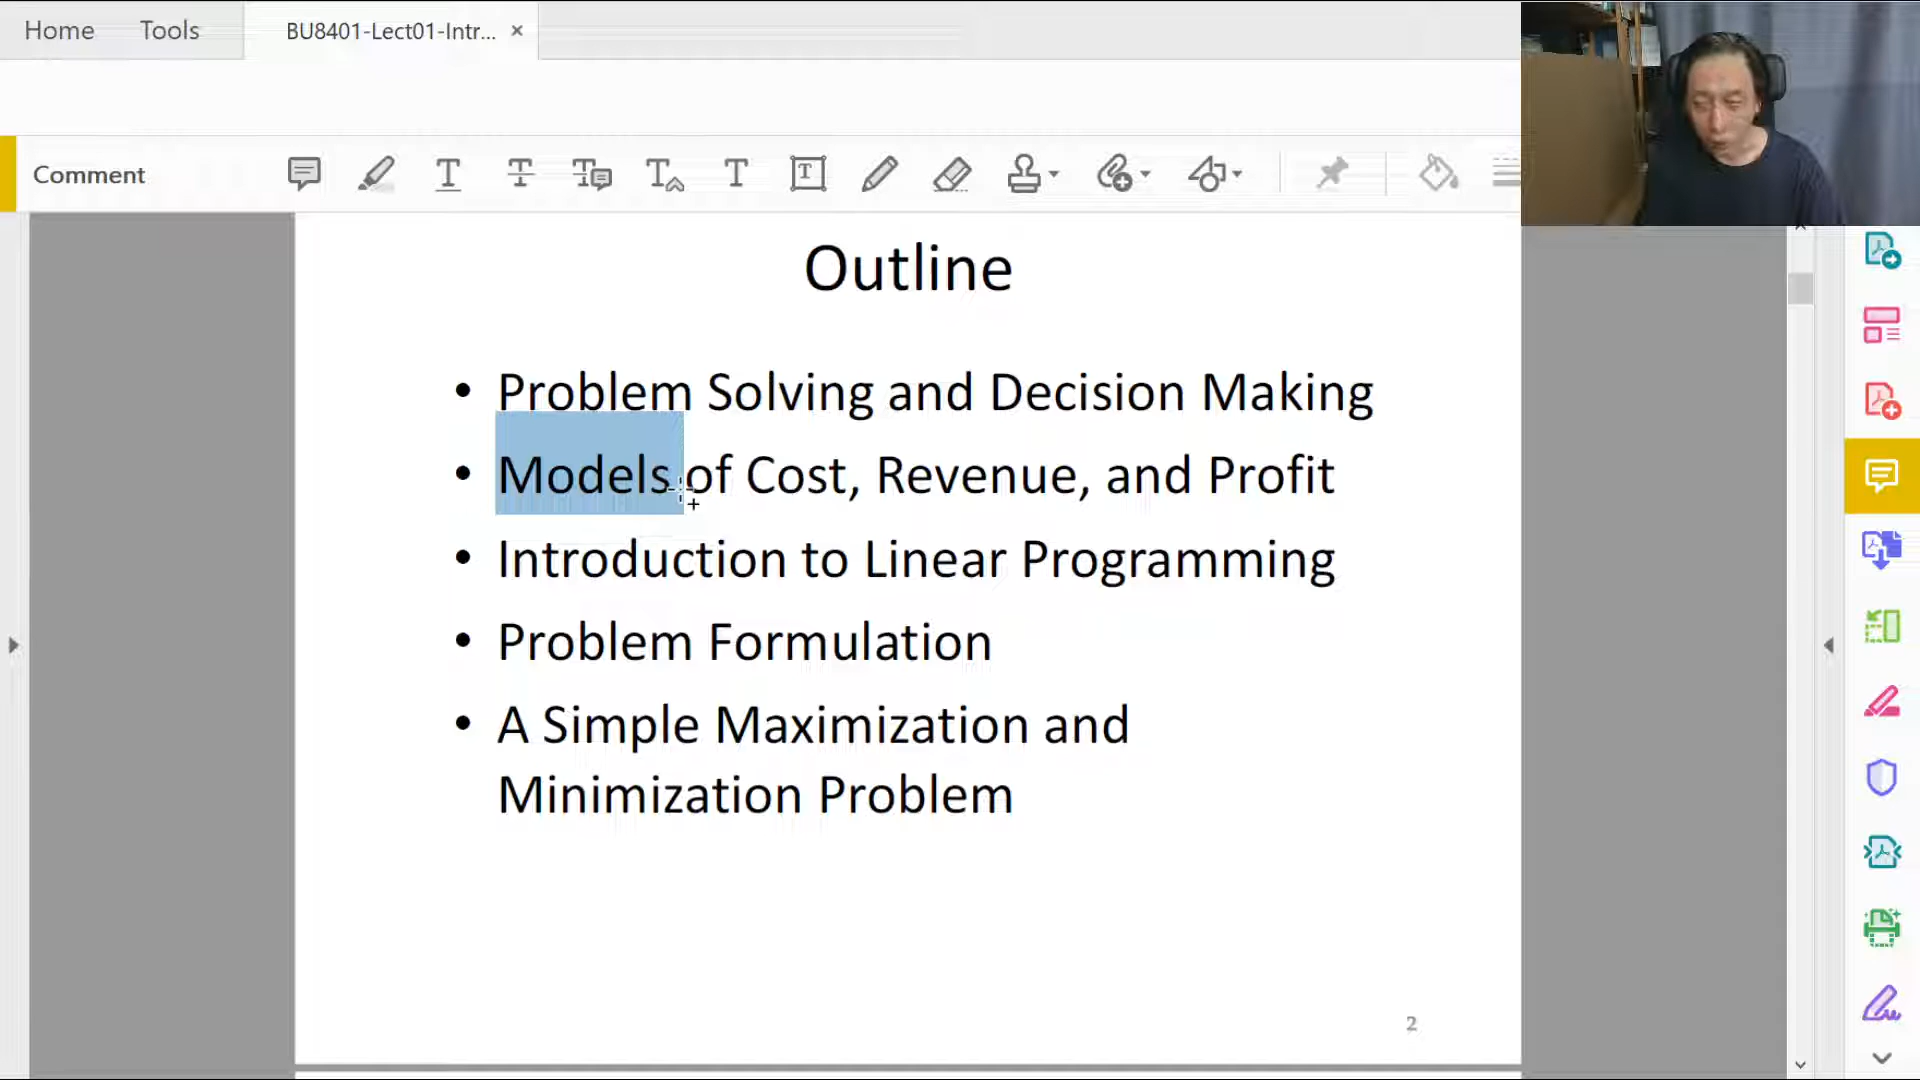 Home Tools BU8401-Lect01-Intr... ×
Comment
Outline
• Problem Solving and Decision Making
• Models of Cost, Revenue, and Profit
• Introduction to Linear Programming
• Problem Formulation
• A Simple Maximization and
Minimization Problem
2